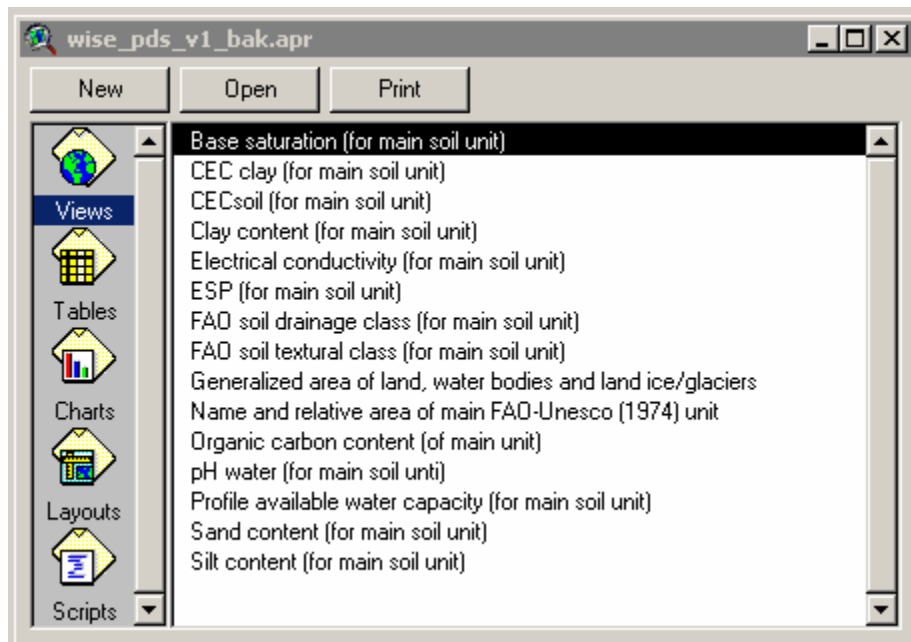 wise_pds_v1_bak.apr
New Open Print
Views
Tables
Charts
Layouts
Scripts
Base saturation (for main soil unit)
CEC clay (for main soil unit)
CECsoil (for main soil unit)
Clay content (for main soil unit)
Electrical conductivity (for main soil unit)
ESP (for main soil unit)
FAO soil drainage class (for main soil unit)
FAO soil textural class (for main soil unit)
Generalized area of land, water bodies and land ice/glaciers
Name and relative area of main FAO-Unesco (1974) unit
Organic carbon content (of main unit)
pH water (for main soil unti)
Profile available water capacity (for main soil unit)
Sand content (for main soil unit)
Silt content (for main soil unit)